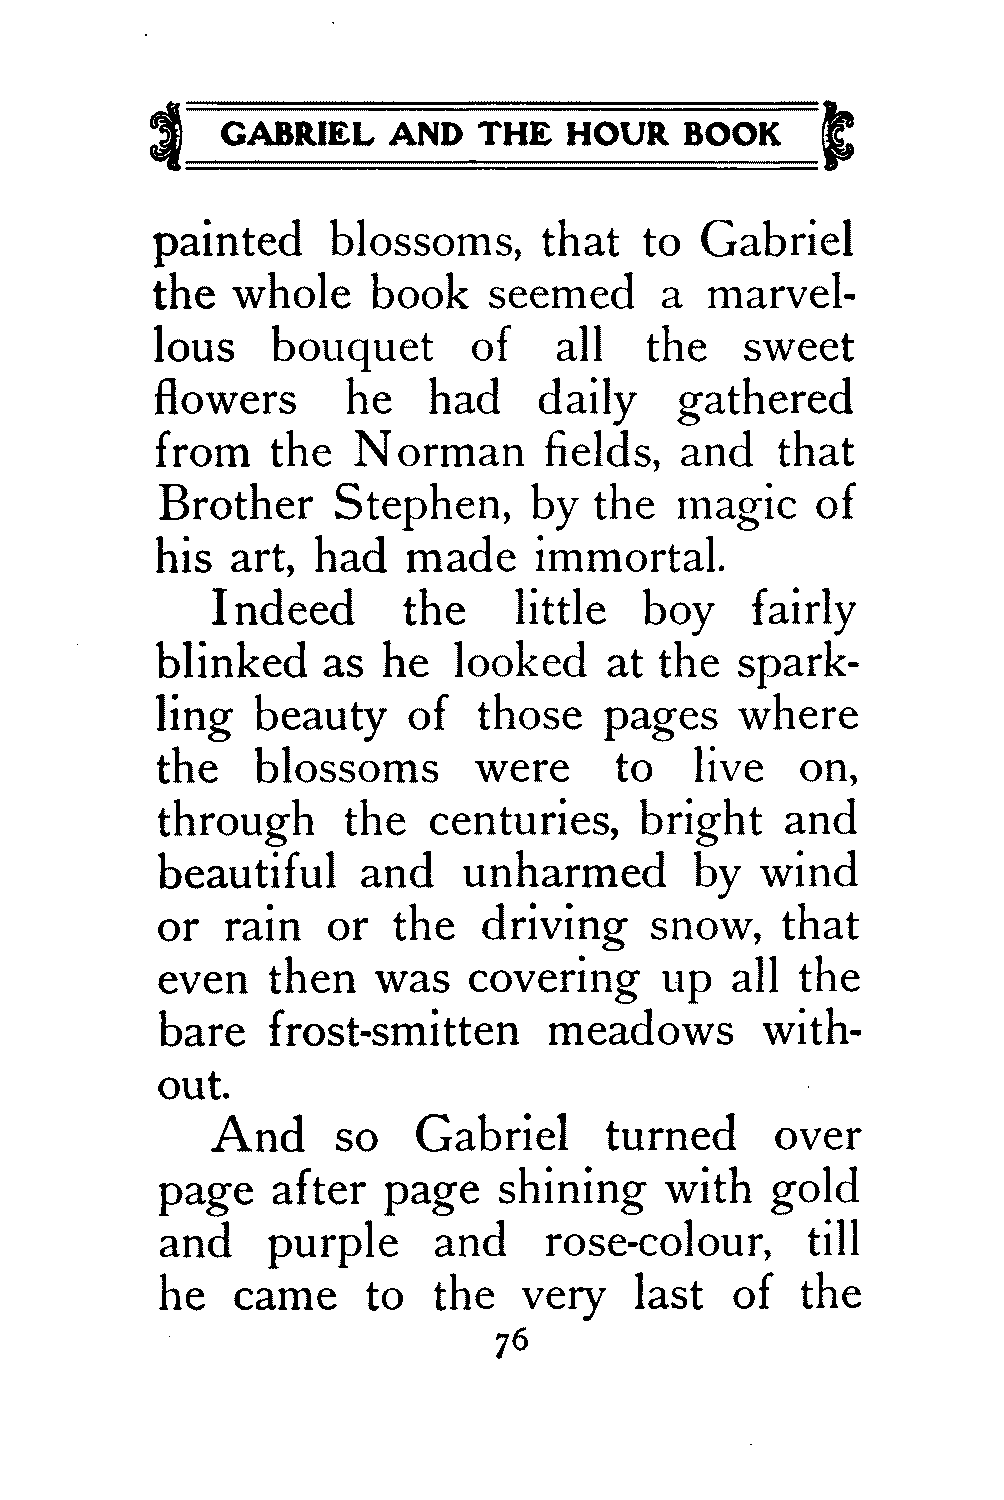 GABRIEL AND THE HOUR BOOK
painted blossoms, that to Gabriel
the whole book seemed a marvel-
lous bouquet of all the sweet
flowers he had daily gathered
from the Norman fields, and that
Brother Stephen, by the magic of
his art, had made immortal.
Indeed the little boy fairly
blinked as he looked at the spark-
ling beauty of those pages where
the blossoms were to live on,
through the centuries, bright and
beautiful and unharmed by wind
or rain or the driving snow, that
even then was covering up all the
bare frost-smitten meadows with-
out.
And so Gabriel turned over
page after page shining with gold
and purple and rose-colour, till
he came to the very last of the
76